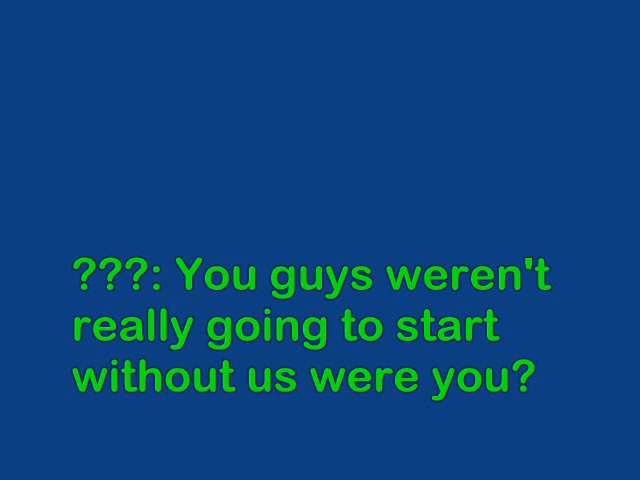 ???: You guys weren't
really going to start
without us were you?